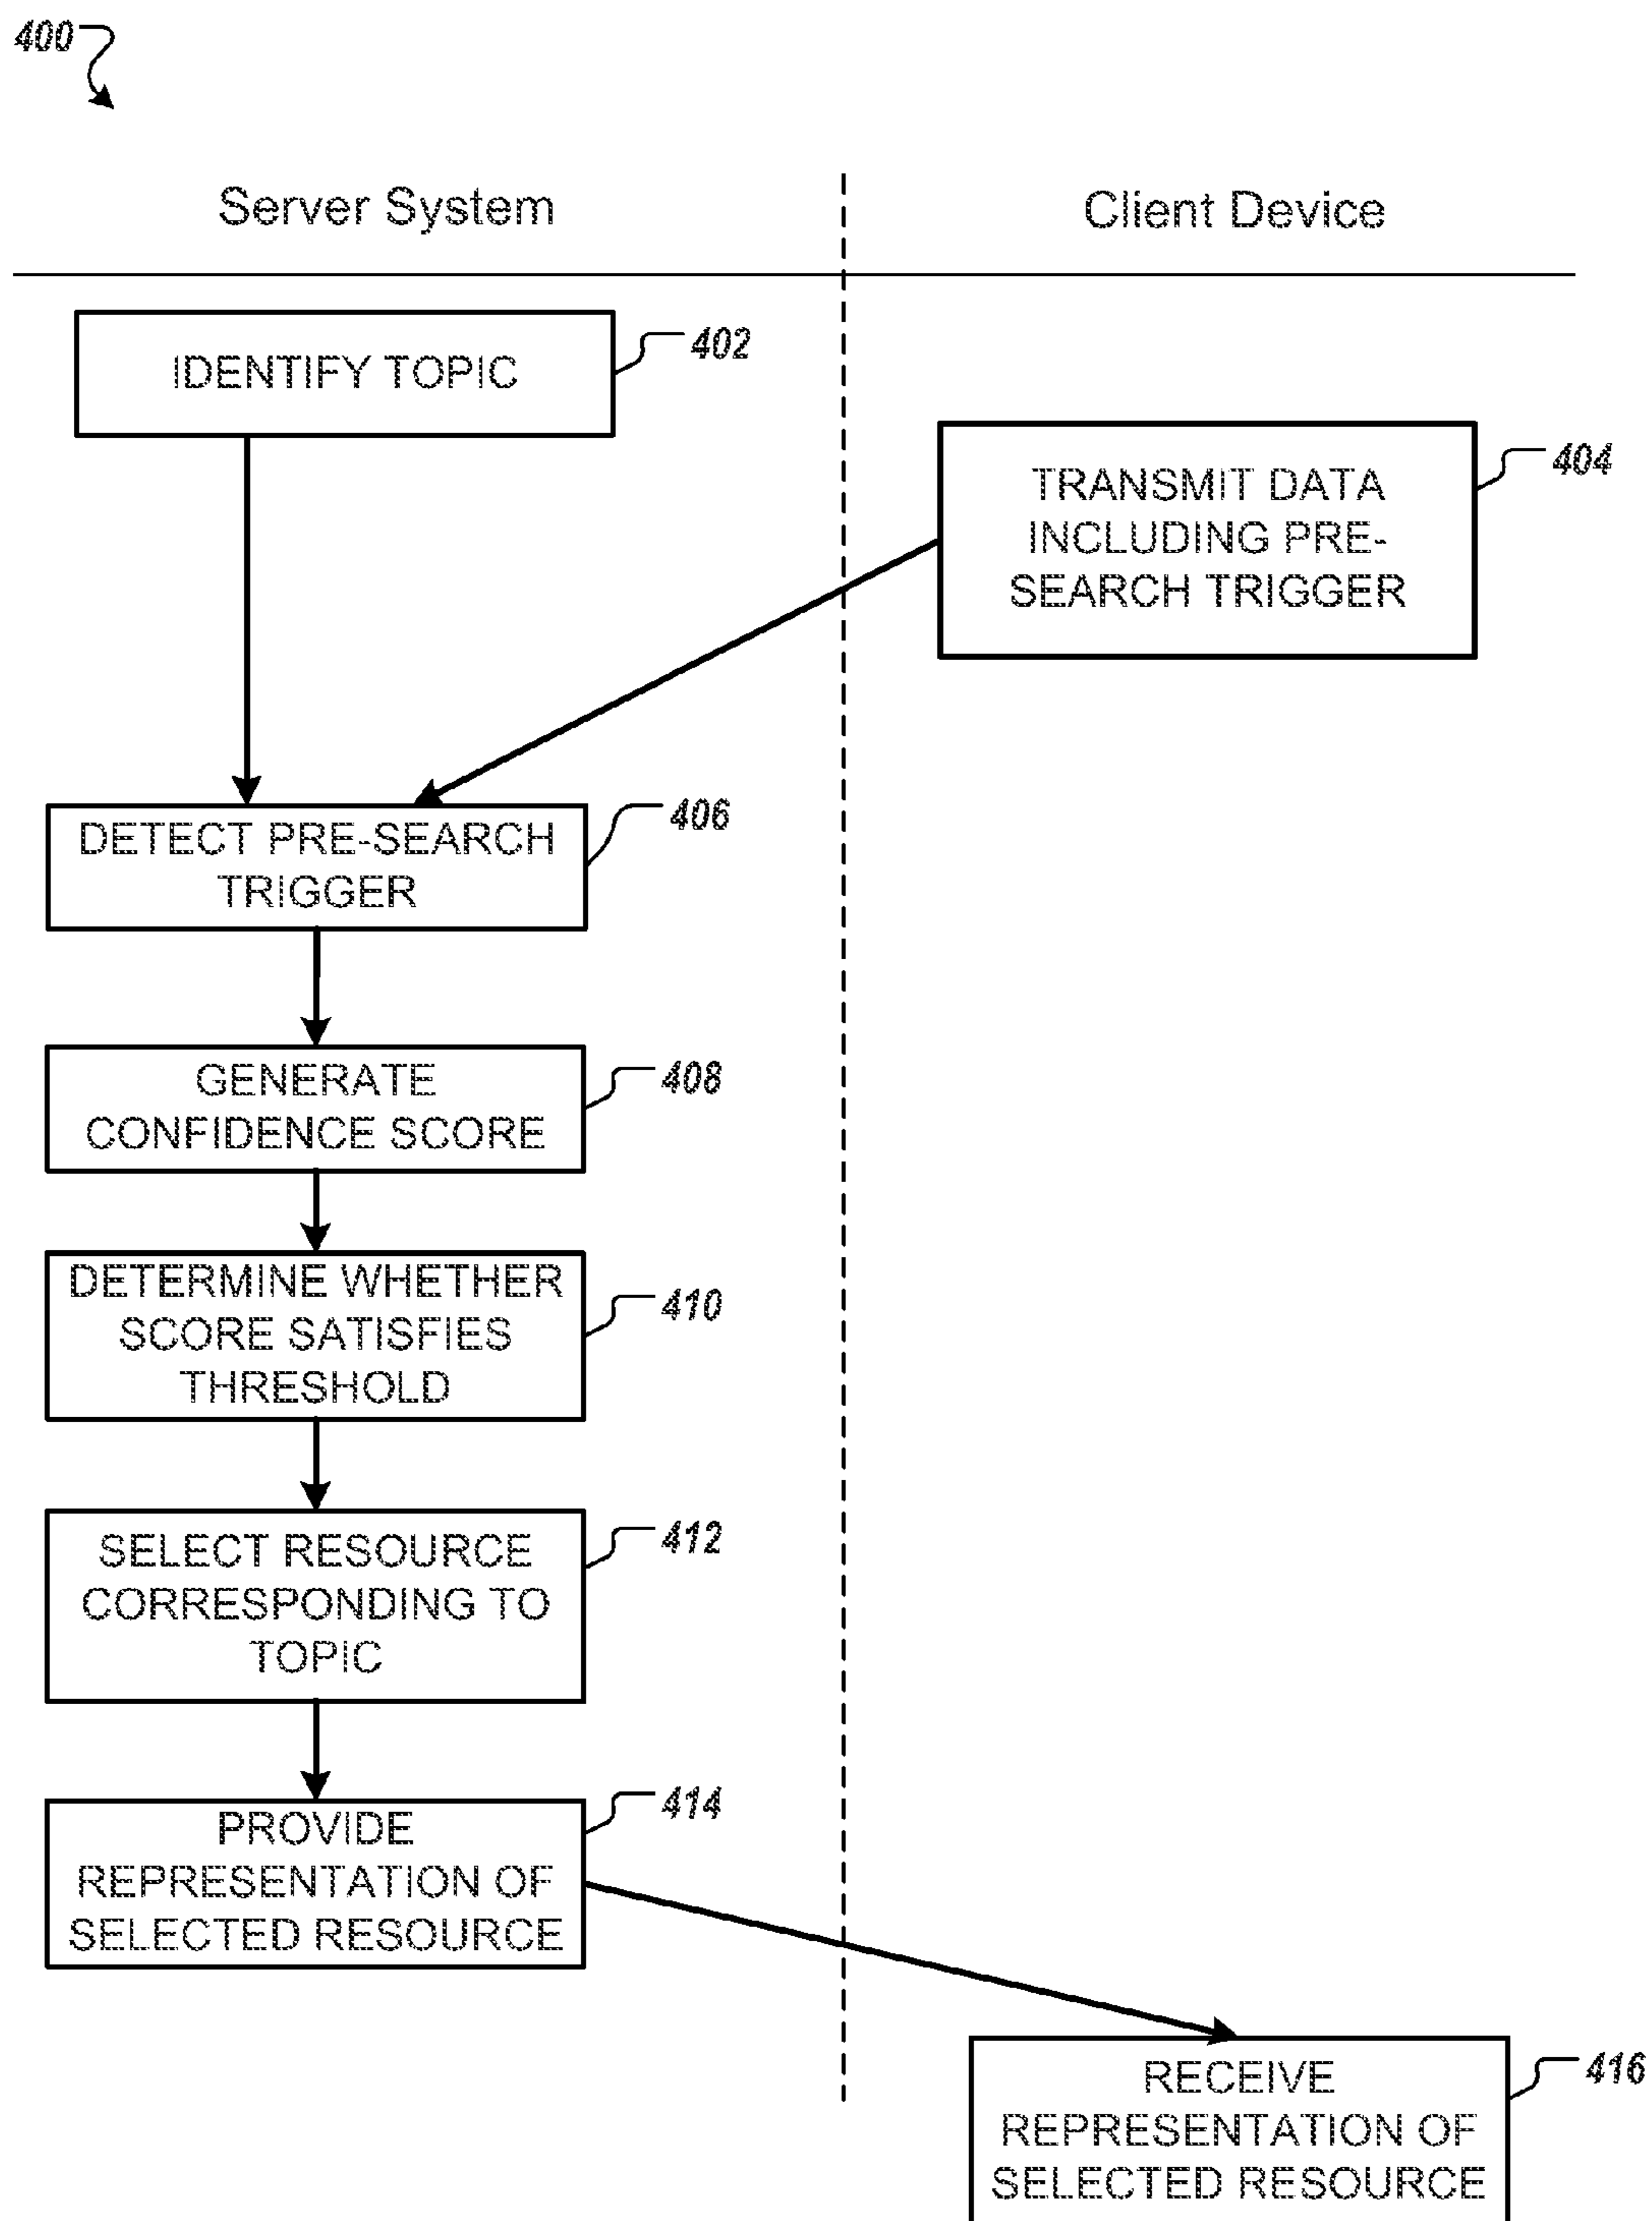 400
Server System
Client Device
IDENTIFY TOPIC
402
TRANSMIT DATA
INCLUDING PRE-
SEARCH TRIGGER
404
DETECT PRE-SEARCH
TRIGGER
406
GENERATE
CONFIDENCE SCORE
408
DETERMINE WHETHER
SCORE SATISFIES
THRESHOLD
410
SELECT RESOURCE
CORRESPONDING TO
TOPIC
412
PROVIDE
REPRESENTATION OF
SELECTED RESOURCE
414
RECEIVE
REPRESENTATION OF
SELECTED RESOURCE
416